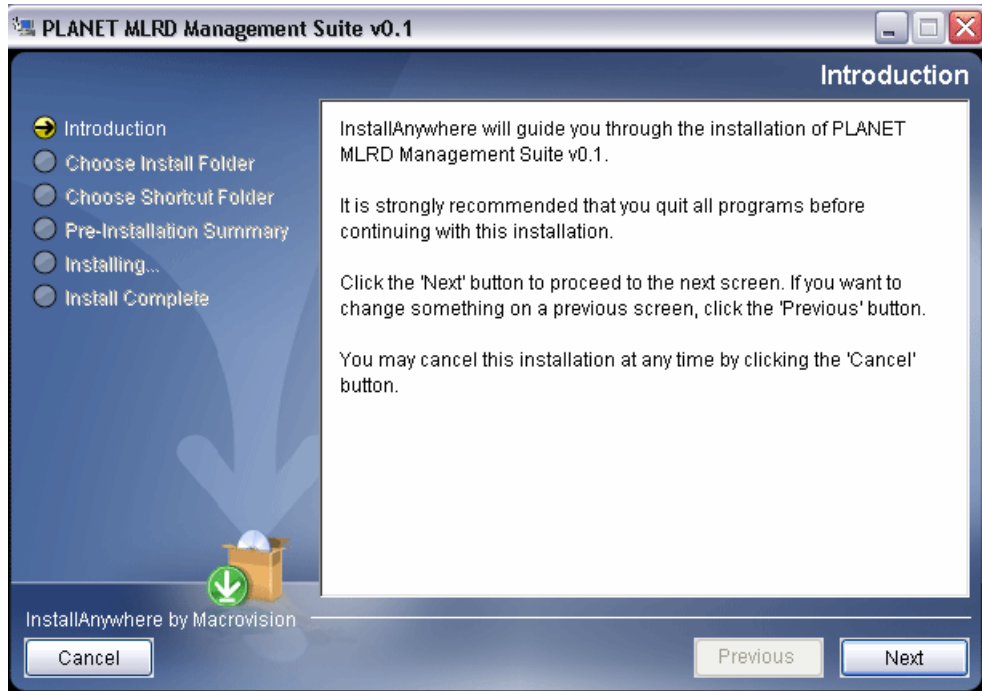 PLANET MLRD Management Suite v0.1
Introduction
Introduction
Choose Install Folder
Choose Shortcut Folder
Pre-Installation Summary
Installing...
Install Complete
InstallAnywhere will guide you through the installation of PLANET
MLRD Management Suite v0.1.
It is strongly recommended that you quit all programs before
continuing with this installation.
Click the 'Next' button to proceed to the next screen. If you want to
change something on a previous screen, click the 'Previous' button.
You may cancel this installation at any time by clicking the 'Cancel'
button.
InstallAnywhere by Macrovision
Cancel
Previous
Next